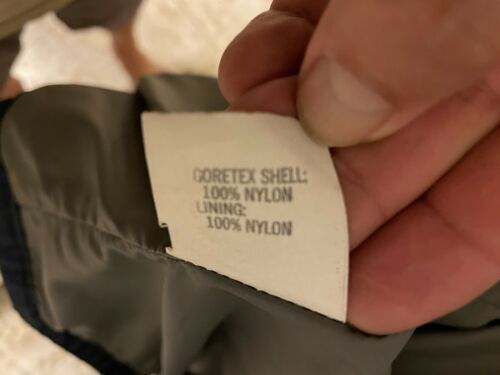 GORETEX SHELL:
100% NYLON
LINING:
100% NYLON